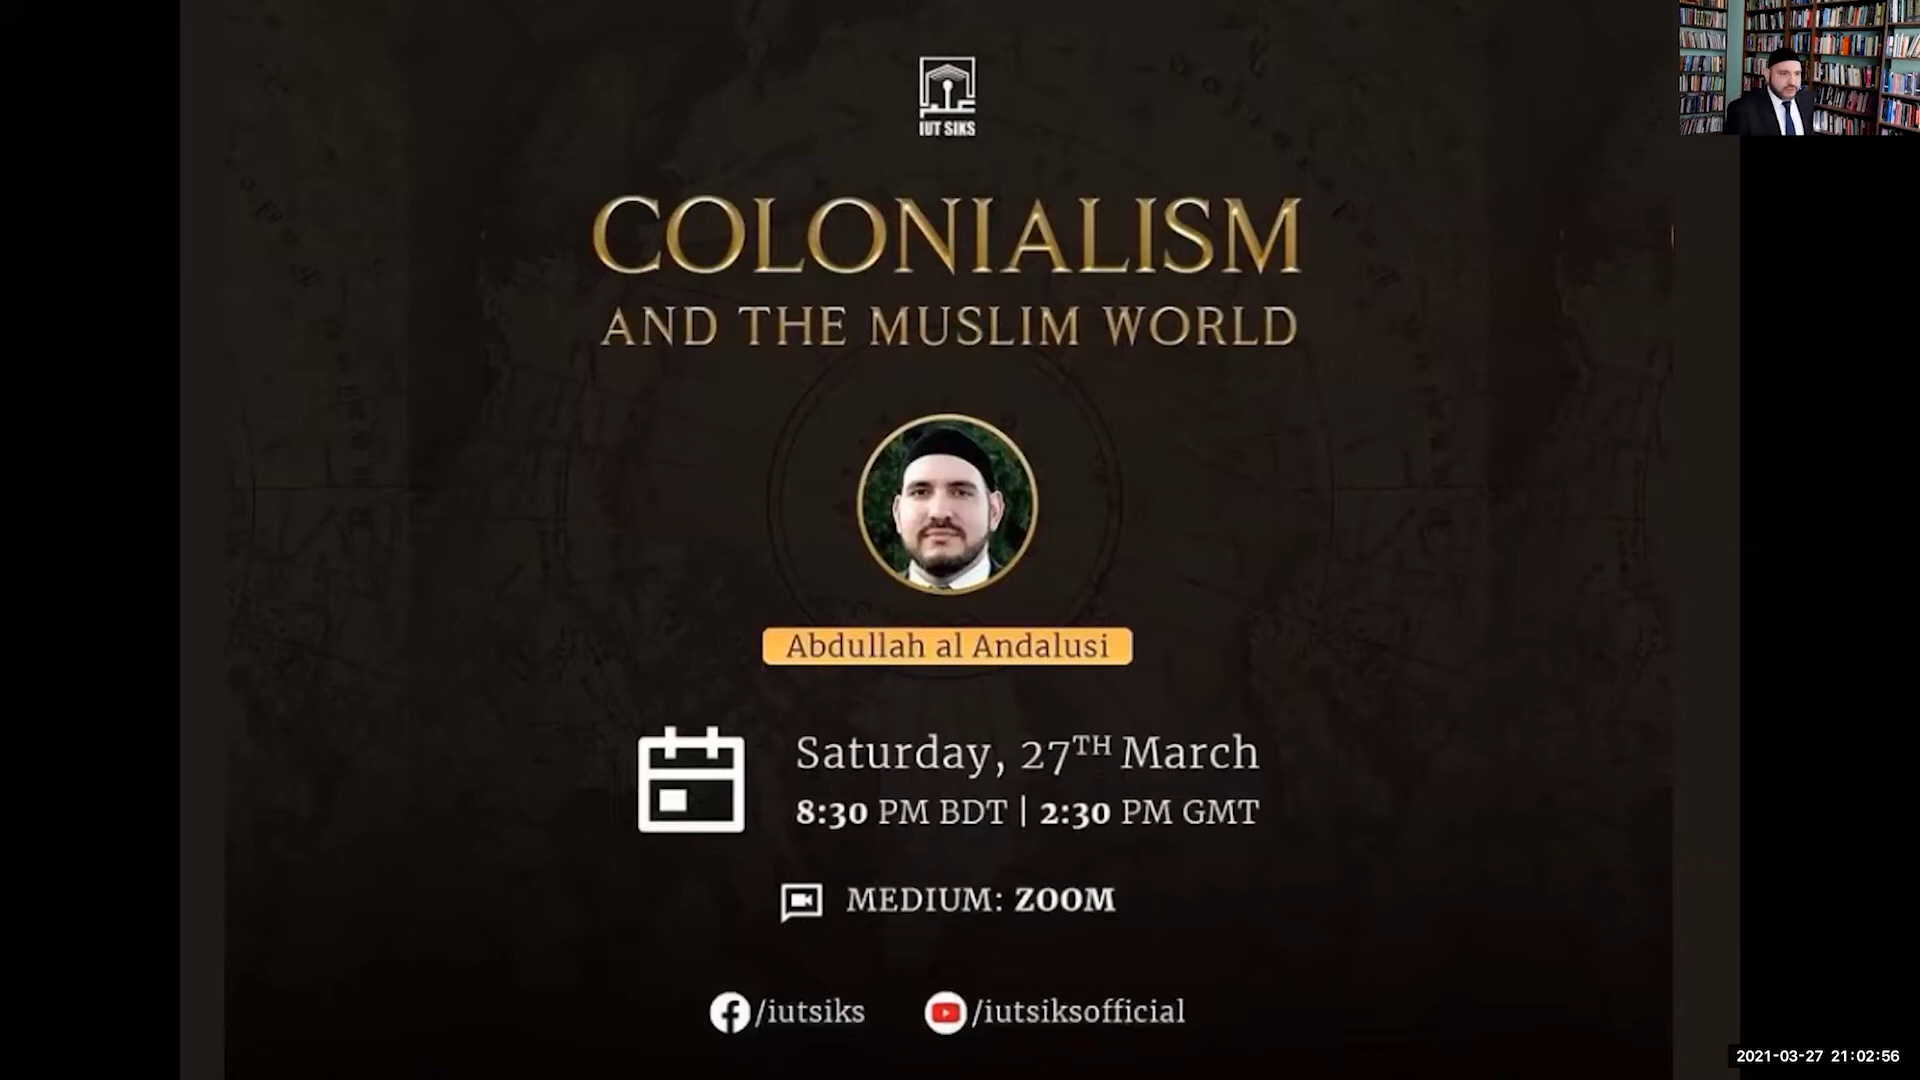 IUT SIKS
COLONIALISM
AND THE MUSLIM WORLD
Abdullah al Andalusi
Saturday, 27TH March
8:30 PM BDT | 2:30 PM GMT
MEDIUM: ZOOM
/iutsiks /iutsiksofficial
2021-03-27 21:02:56